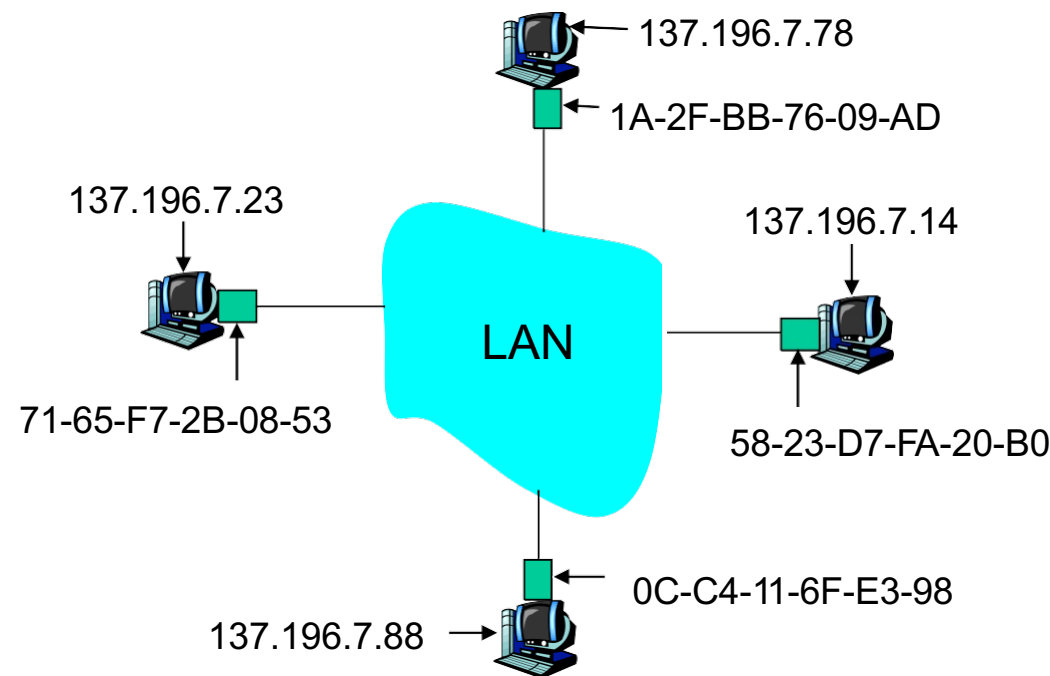 137.196.7.78
1A-2F-BB-76-09-AD
137.196.7.23
137.196.7.14
LAN
71-65-F7-2B-08-53
58-23-D7-FA-20-B0
0C-C4-11-6F-E3-98
137.196.7.88